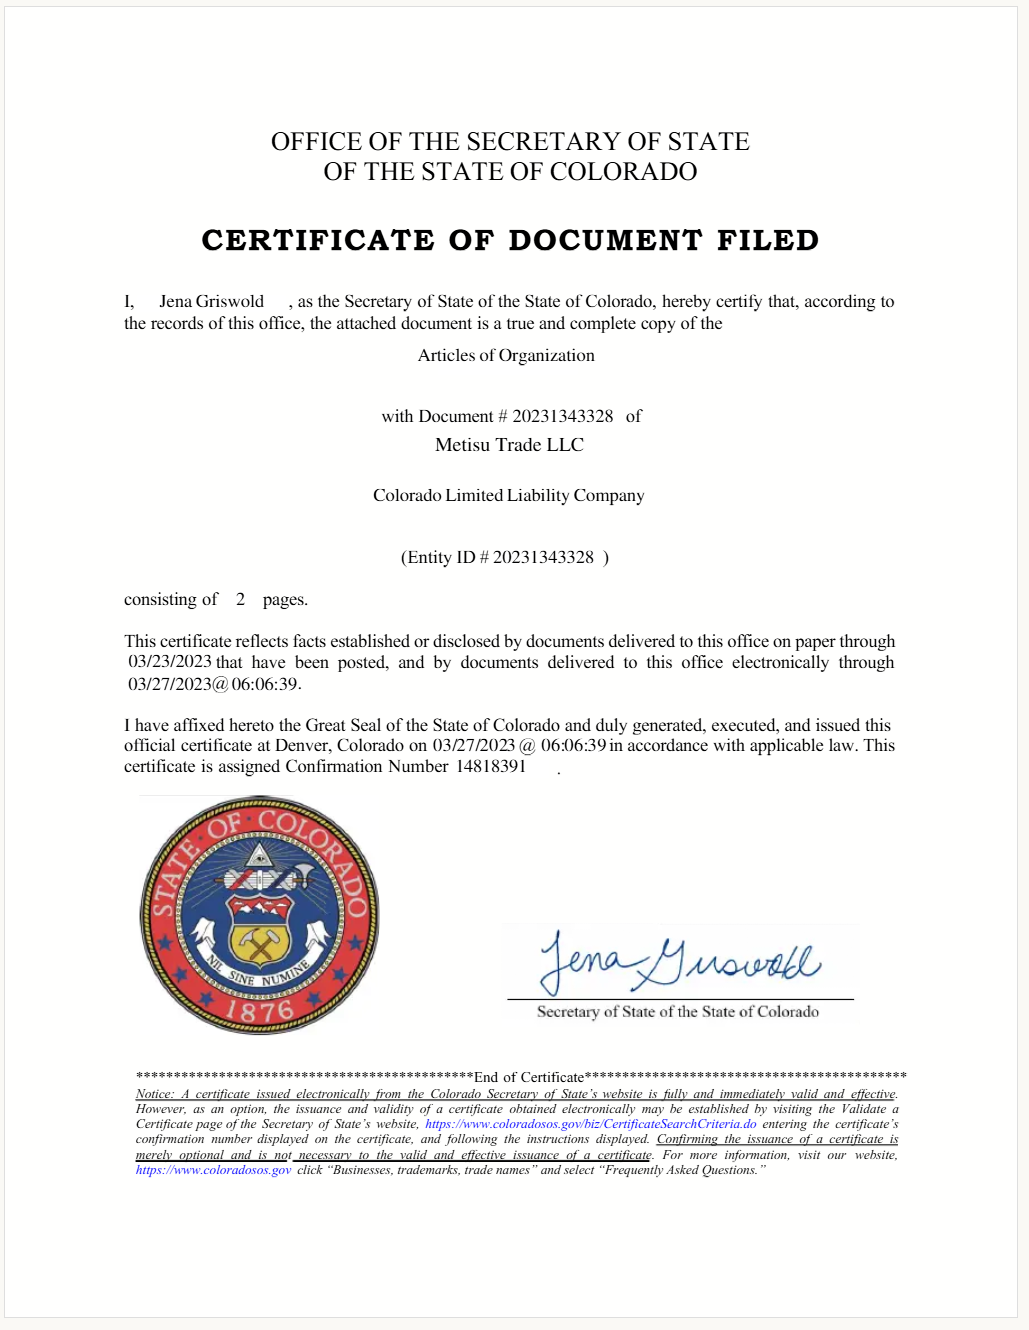 OFFICE OF THE SECRETARY OF STATE
OF THE STATE OF COLORADO
CERTIFICATE OF DOCUMENT FILED
I, Jena Griswold , as the Secretary of State of the State of Colorado, hereby certify that, according to
the records of this office, the attached document is a true and complete copy of the
Articles of Organization
with Document # 20231343328 of
Metisu Trade LLC
Colorado Limited Liability Company
(Entity ID # 20231343328 )
consisting of 2 pages.
This certificate reflects facts established or disclosed by documents delivered to this office on paper through
03/23/2023 that have been posted, and by documents delivered to this office electronically through
03/27/2023@ 06:06:39.
I have affixed hereto the Great Seal of the State of Colorado and duly generated, executed, and issued this
official certificate at Denver, Colorado on 03/27/2023 @ 06:06:39 in accordance with applicable law. This
certificate is assigned Confirmation Number 14818391 .
STATE OF COLORADO
NIL SINE NUMINE
1876
Jena Griswold
Secretary of State of the State of Colorado
*********************************************End of Certificate*******************************************
Notice: A certificate issued electronically from the Colorado Secretary of State's website is fully and immediately valid and effective.
However, as an option, the issuance and validity of a certificate obtained electronically may be established by visiting the Validate a
Certificate page of the Secretary of State's website, https://www.coloradosos.gov/biz/CertificateSearchCriteria.do entering the certificate's
confirmation number displayed on the certificate, and following the instructions displayed. Confirming the issuance of a certificate is
merely optional and is not necessary to the valid and effective issuance of a certificate. For more information, visit our website,
https://www.coloradosos.gov click “Businesses, trademarks, trade names” and select “Frequently Asked Questions.”